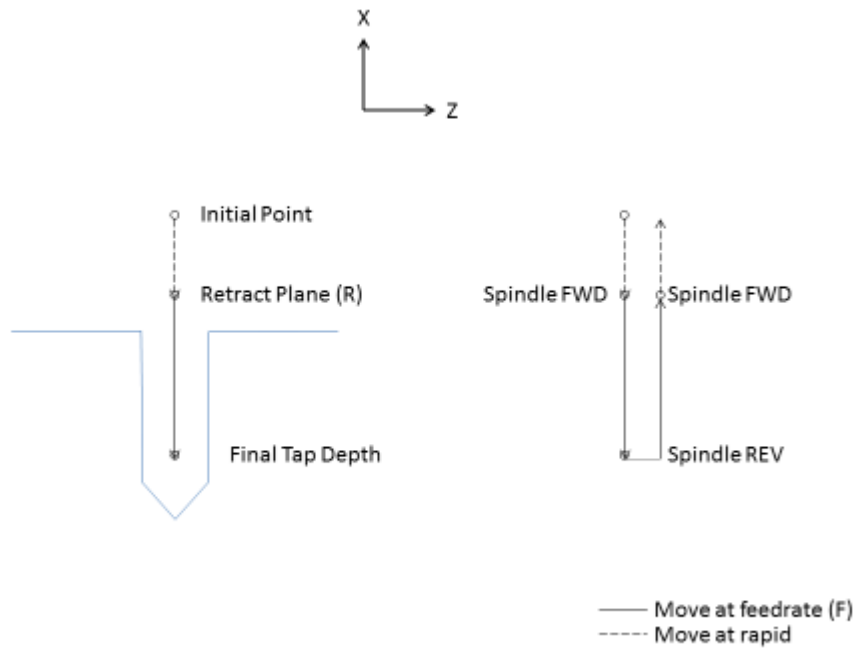 X
Z
Initial Point
Retract Plane (R)
Spindle FWD
Spindle FWD
Final Tap Depth
Spindle REV
Move at feedrate (F)
Move at rapid